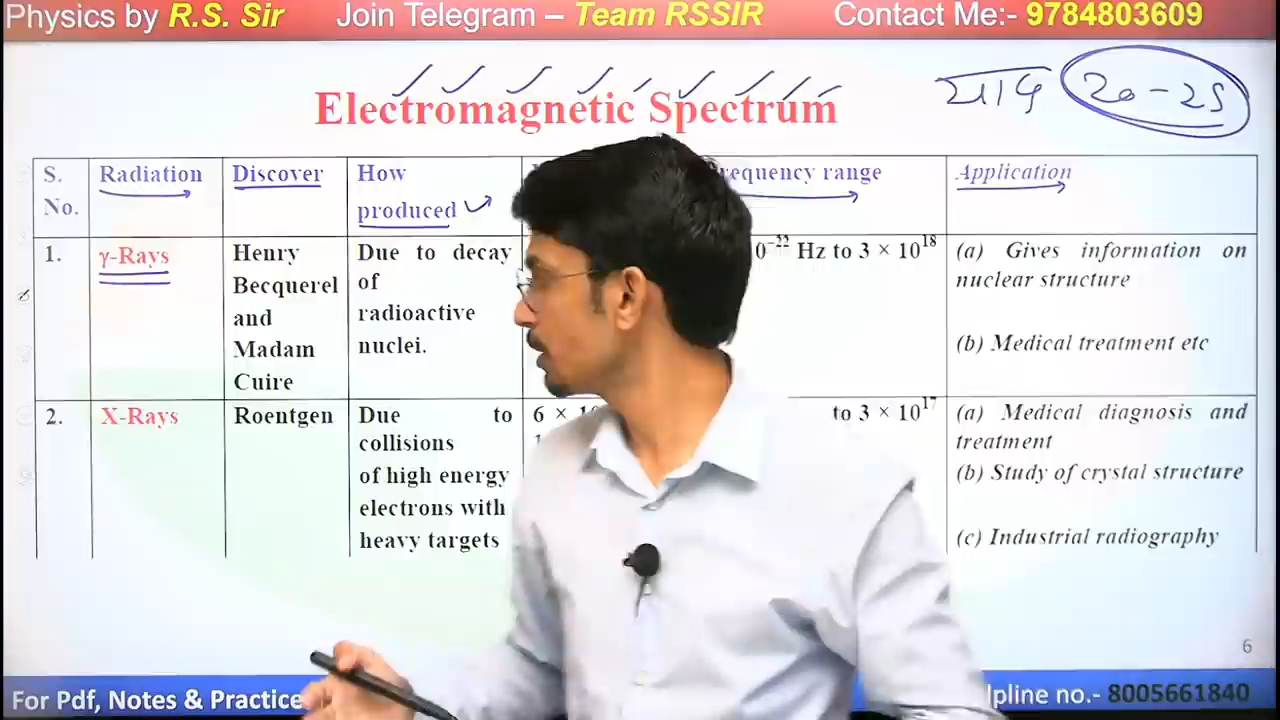 Physics by R.S. Sir Join Telegram – Team RSSIR Contact Me:- 9784803609
Electromagnetic Spectrum
याद 20-25
S. No.
Radiation
Discover
How produced
requency range
Application
1.
γ-Rays
Henry
Becquerel
and
Madam
Cuire
Due to decay
of
radioactive
nuclei.
0⁻²² Hz to 3 × 10¹⁸
(a) Gives information on
nuclear structure
(b) Medical treatment etc
2.
X-Rays
Roentgen
Due to
collisions
of high energy
electrons with
heavy targets
6 × 10
to 3 × 10¹⁷
(a) Medical diagnosis and
treatment
(b) Study of crystal structure
(c) Industrial radiography
6
For Pdf, Notes & Practice lpline no.- 8005661840